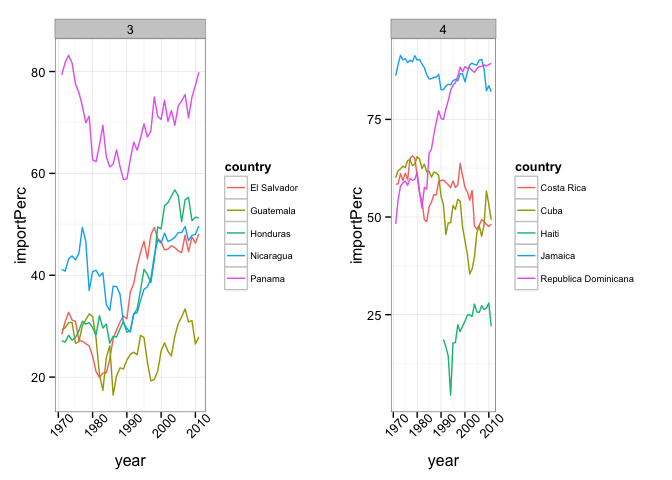 3
importPerc
80
60
40
20
1970 1980 1990 2000 2010
year
country
El Salvador
Guatemala
Honduras
Nicaragua
Panama
4
importPerc
75
50
25
1970 1980 1990 2000 2010
year
country
Costa Rica
Cuba
Haiti
Jamaica
Republica Dominicana